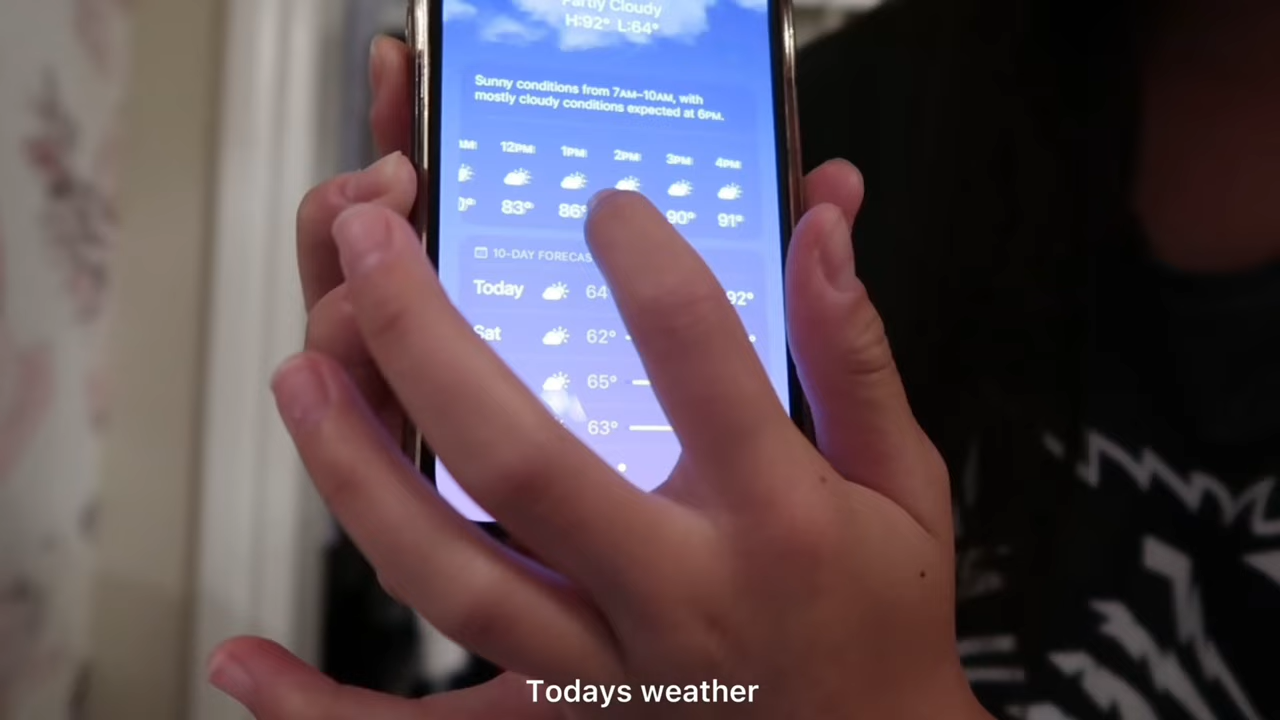 Partly Cloudy
H:92° L:64°
Sunny conditions from 7AM–10AM, with
mostly cloudy conditions expected at 6PM.
12PM 1PM 2PM 3PM 4PM
83° 86° 90° 91°
10-DAY FORECAS
Today 64 92°
Sat 62°
65°
63°
Todays weather